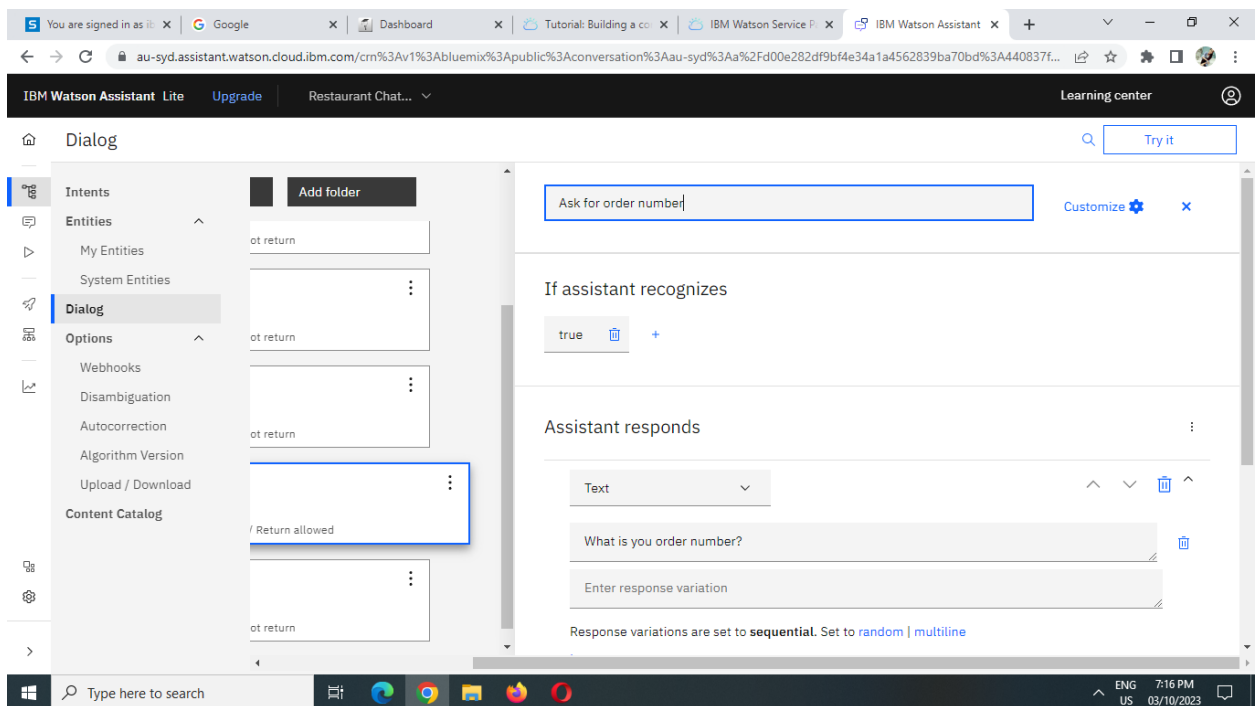 You are signed in as ib
Google
Dashboard
Tutorial: Building a co
IBM Watson Service P
IBM Watson Assistant
au-syd.assistant.watson.cloud.ibm.com/crn%3Av1%3Abluemix%3Apublic%3Aconversation%3Aau-syd%3Aa%2Fd00e282df9bf4e34a1a4562839ba70bd%3A440837f...
IBM Watson Assistant Lite
Upgrade
Restaurant Chat...
Learning center
Dialog
Try it
Intents
Entities
My Entities
System Entities
Dialog
Options
Webhooks
Disambiguation
Autocorrection
Algorithm Version
Upload / Download
Content Catalog
Add folder
ot return
ot return
ot return
/ Return allowed
ot return
Ask for order number
Customize
If assistant recognizes
true
Assistant responds
Text
What is you order number?
Enter response variation
Response variations are set to sequential. Set to random | multiline
Type here to search
ENG
US
7:16 PM
03/10/2023